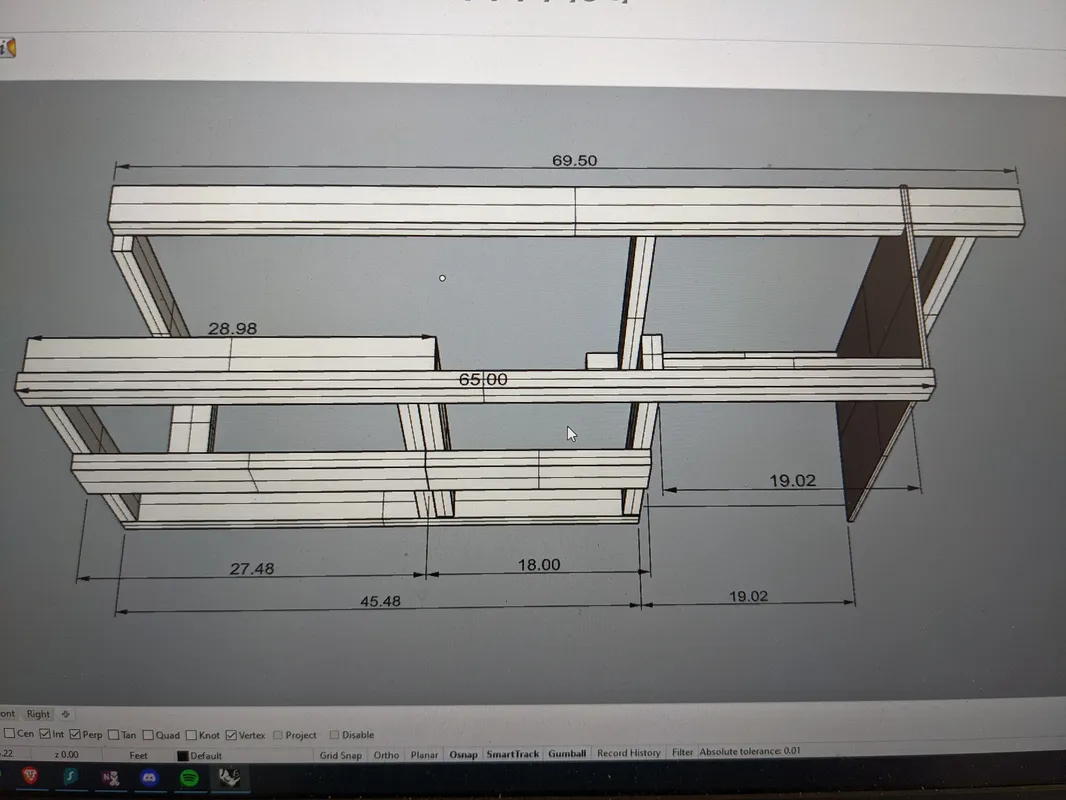 69.50
28.98
65.00
19.02
27.48
18.00
45.48
19.02
Right
Cen Int Perp Tan Quad Knot Vertex Project Disable
z 0.00 Feet Default Grid Snap Ortho Planar Osnap SmartTrack Gumball Record History Filter Absolute tolerance: 0.01